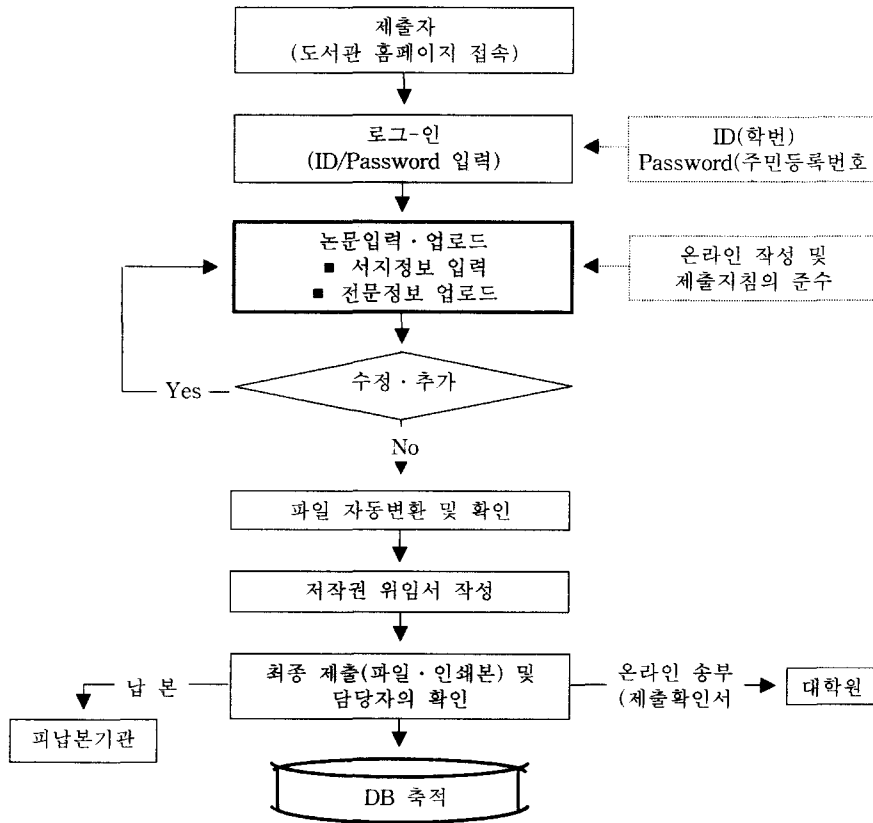 제출자
(도서관 홈페이지 접속)
로그-인
(ID/Password 입력)
ID(학번)
Password(주민등록번호
논문입력 · 업로드
■ 서지정보 입력
■ 전문정보 업로드
온라인 작성 및
제출지침의 준수
수정 · 추가
Yes
No
파일 자동변환 및 확인
저작권 위임서 작성
최종 제출(파일 · 인쇄본) 및
담당자의 확인
납 본
피납본기관
온라인 송부
(제출확인서
대학원
DB 축적